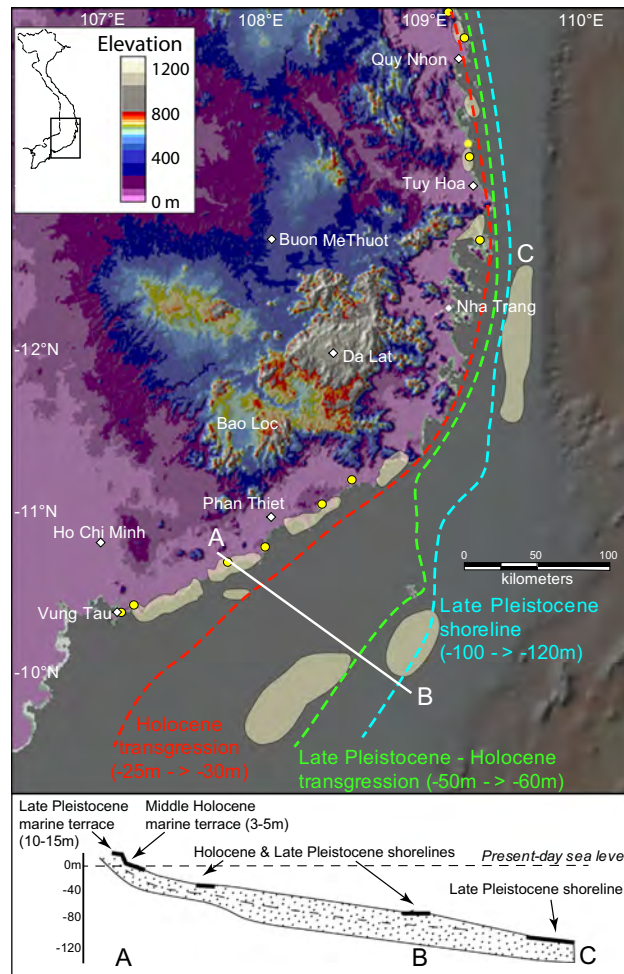 107°E
108°E
109°E
110°E
Elevation
1200
800
400
0 m
Quy Nhon
Tuy Hoa
Buon MeThuot
C
Nha Trang
-12°N
Da Lat
Bao Loc
-11°N
Phan Thiet
Ho Chi Minh
A
0
50
100
kilometers
Vung Tau
Late Pleistocene
shoreline
(-100 - > -120m)
-10°N
B
Holocene
transgression
(-25m - > -30m)
Late Pleistocene - Holocene
transgression (-50m - > -60m)
Late Pleistocene
marine terrace
(10-15m)
Middle Holocene
marine terrace (3-5m)
Holocene & Late Pleistocene shorelines
Present-day sea leve
0m
-40
-80
-120
Late Pleistocene shoreline
A
B
C